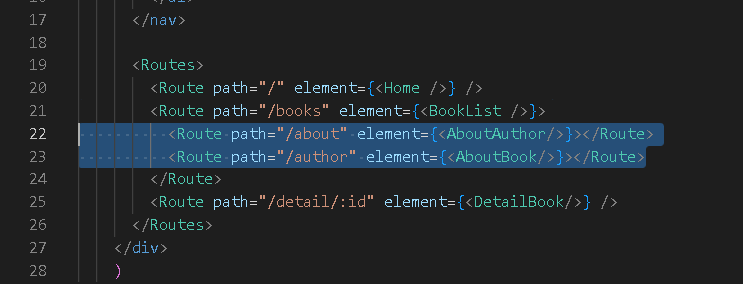 17 </nav>
18
19 <Routes>
20 <Route path="/" element={<Home />} />
21 <Route path="/books" element={<BookList />}>
22 <Route path="/about" element={<AboutAuthor/>}></Route>
23 <Route path="/author" element={<AboutBook/>}></Route>
24 </Route>
25 <Route path="/detail/:id" element={<DetailBook/>} />
26 </Routes>
27 </div>
28 )